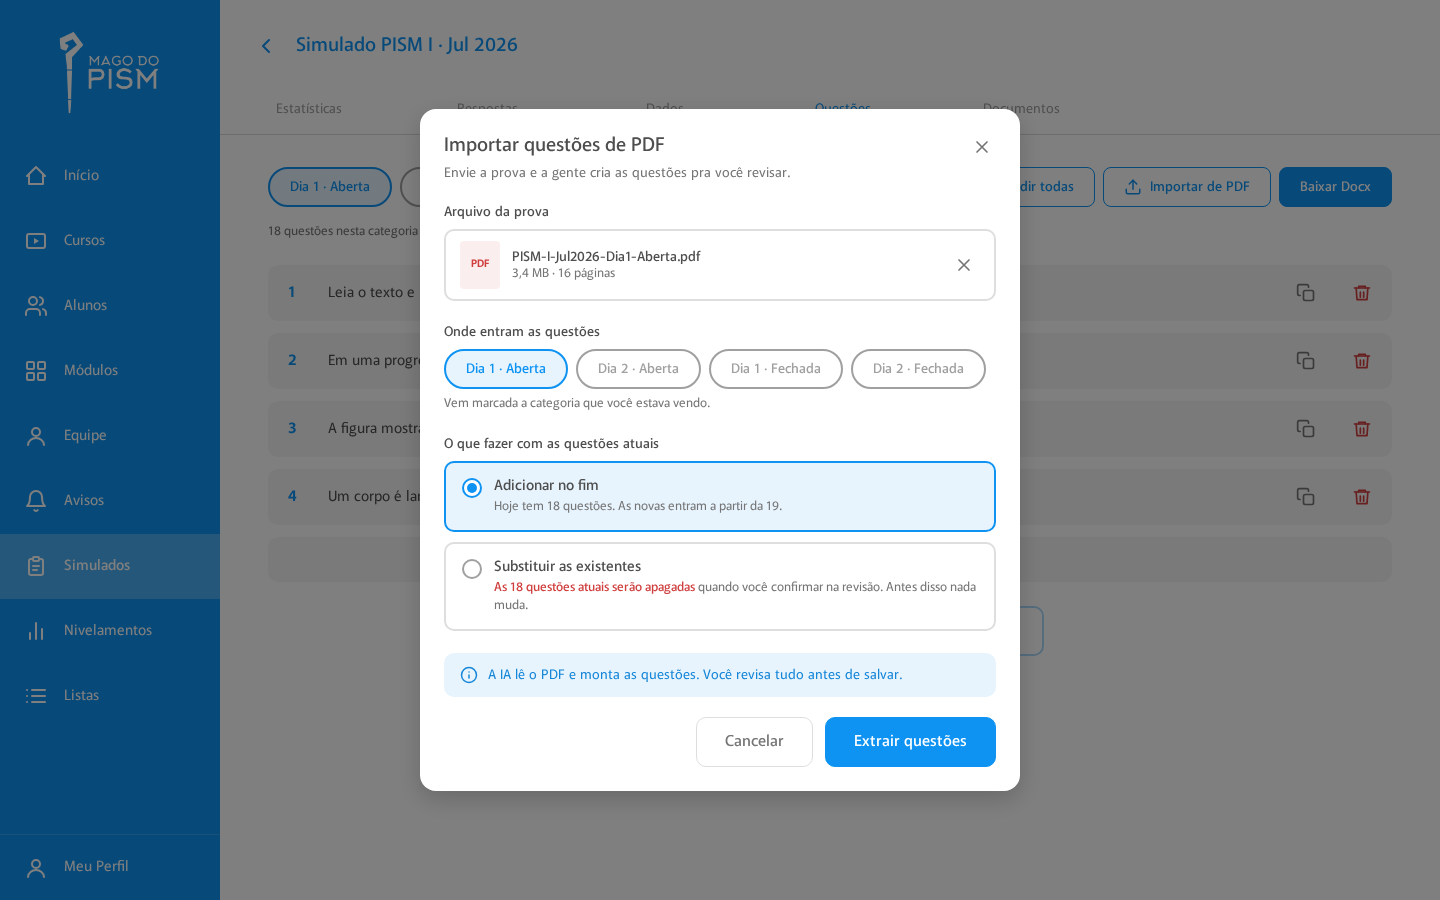 MAGO DO
PISM
Início
Cursos
Alunos
Módulos
Equipe
Avisos
Simulados
Nivelamentos
Listas
Meu Perfil
Simulado PISM I · Jul 2026
Estatísticas
Respostas
Dados
Questões
Documentos
Dia 1 · Aberta
dir todas
Importar de PDF
Baixar Docx
18 questões nesta categoria
1 Leia o texto e
2 Em uma progre
3 A figura mostra
4 Um corpo é lan
Importar questões de PDF
Envie a prova e a gente cria as questões pra você revisar.
Arquivo da prova
PDF
PISM-I-Jul2026-Dia1-Aberta.pdf
3,4 MB · 16 páginas
Onde entram as questões
Dia 1 · Aberta
Dia 2 · Aberta
Dia 1 · Fechada
Dia 2 · Fechada
Vem marcada a categoria que você estava vendo.
O que fazer com as questões atuais
Adicionar no fim
Hoje tem 18 questões. As novas entram a partir da 19.
Substituir as existentes
As 18 questões atuais serão apagadas quando você confirmar na revisão. Antes disso nada
muda.
A IA lê o PDF e monta as questões. Você revisa tudo antes de salvar.
Cancelar
Extrair questões